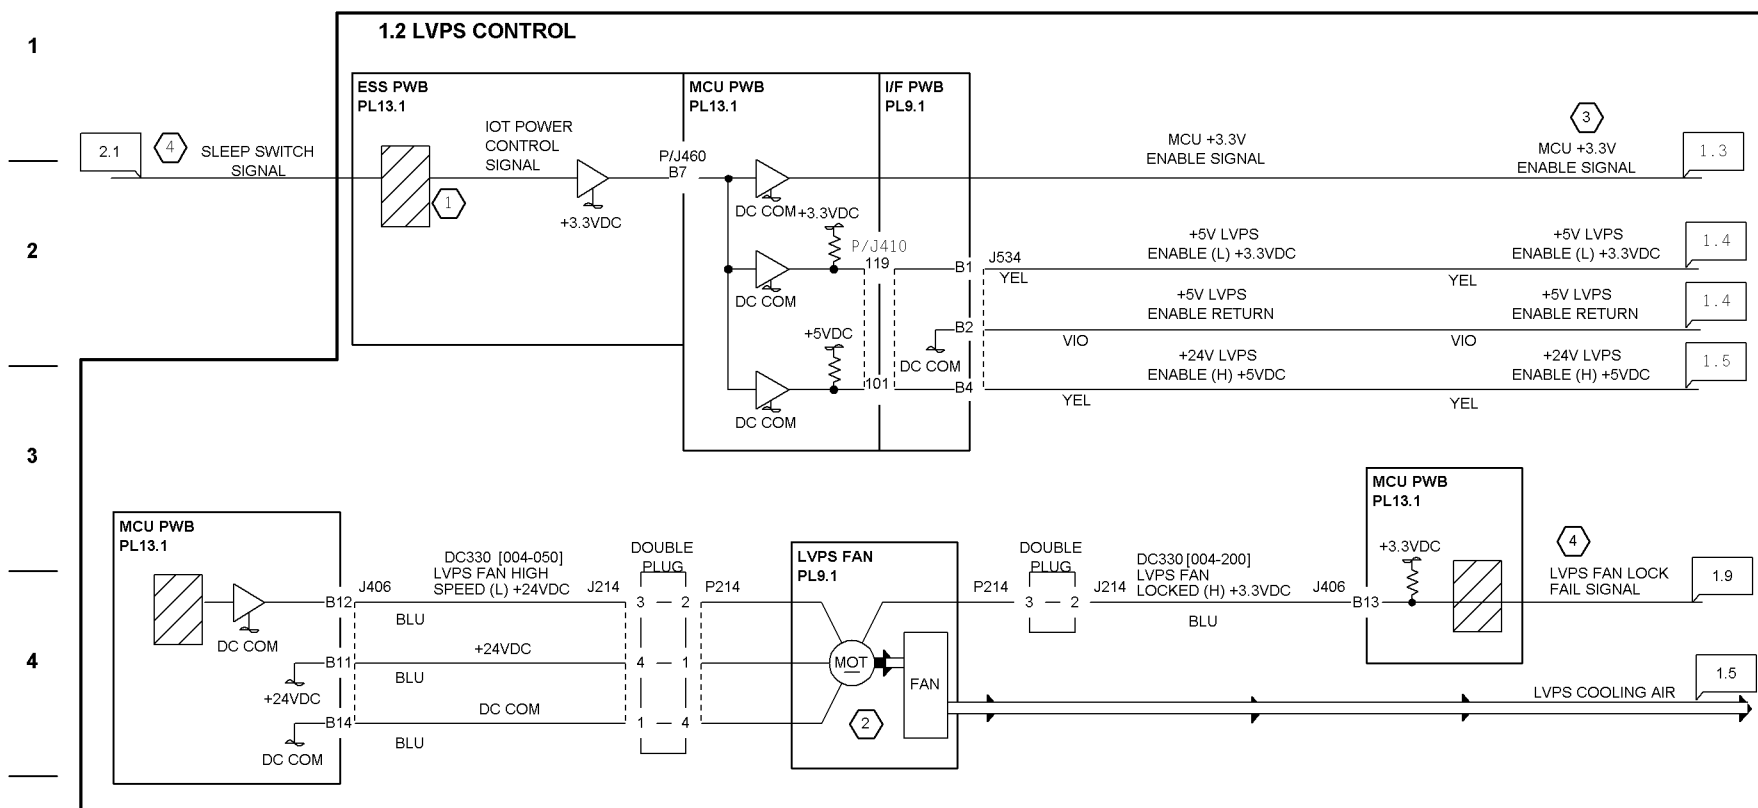 1
1.2 LVPS CONTROL
ESS PWB
PL13.1
MCU PWB
PL13.1
I/F PWB
PL9.1
2.1
4
SLEEP SWITCH
SIGNAL
IOT POWER
CONTROL
SIGNAL
1
+3.3VDC
P/J460
B7
DC COM
+3.3VDC
MCU +3.3V
ENABLE SIGNAL
3
MCU +3.3V
ENABLE SIGNAL
1.3
2
P/J410
119
B1
J534
YEL
DC COM
+5V LVPS
ENABLE (L) +3.3VDC
YEL
+5V LVPS
ENABLE (L) +3.3VDC
1.4
B2
DC COM
VIO
+5V LVPS
ENABLE RETURN
VIO
+5V LVPS
ENABLE RETURN
1.4
+5VDC
DC COM
101
B4
YEL
+24V LVPS
ENABLE (H) +5VDC
YEL
+24V LVPS
ENABLE (H) +5VDC
1.5
3
MCU PWB
PL13.1
DC COM
B12
J406
BLU
DC330 [004-050]
LVPS FAN HIGH
SPEED (L) +24VDC
J214
DOUBLE
PLUG
3
2
P214
LVPS FAN
PL9.1
P214
DOUBLE
PLUG
3
2
J214
DC330 [004-200]
LVPS FAN
LOCKED (H) +3.3VDC
BLU
J406
B13
MCU PWB
PL13.1
+3.3VDC
4
LVPS FAN LOCK
FAIL SIGNAL
1.9
4
+24VDC
B11
BLU
+24VDC
4
1
MOT
FAN
2
DC COM
B14
BLU
DC COM
1
4
LVPS COOLING AIR
1.5